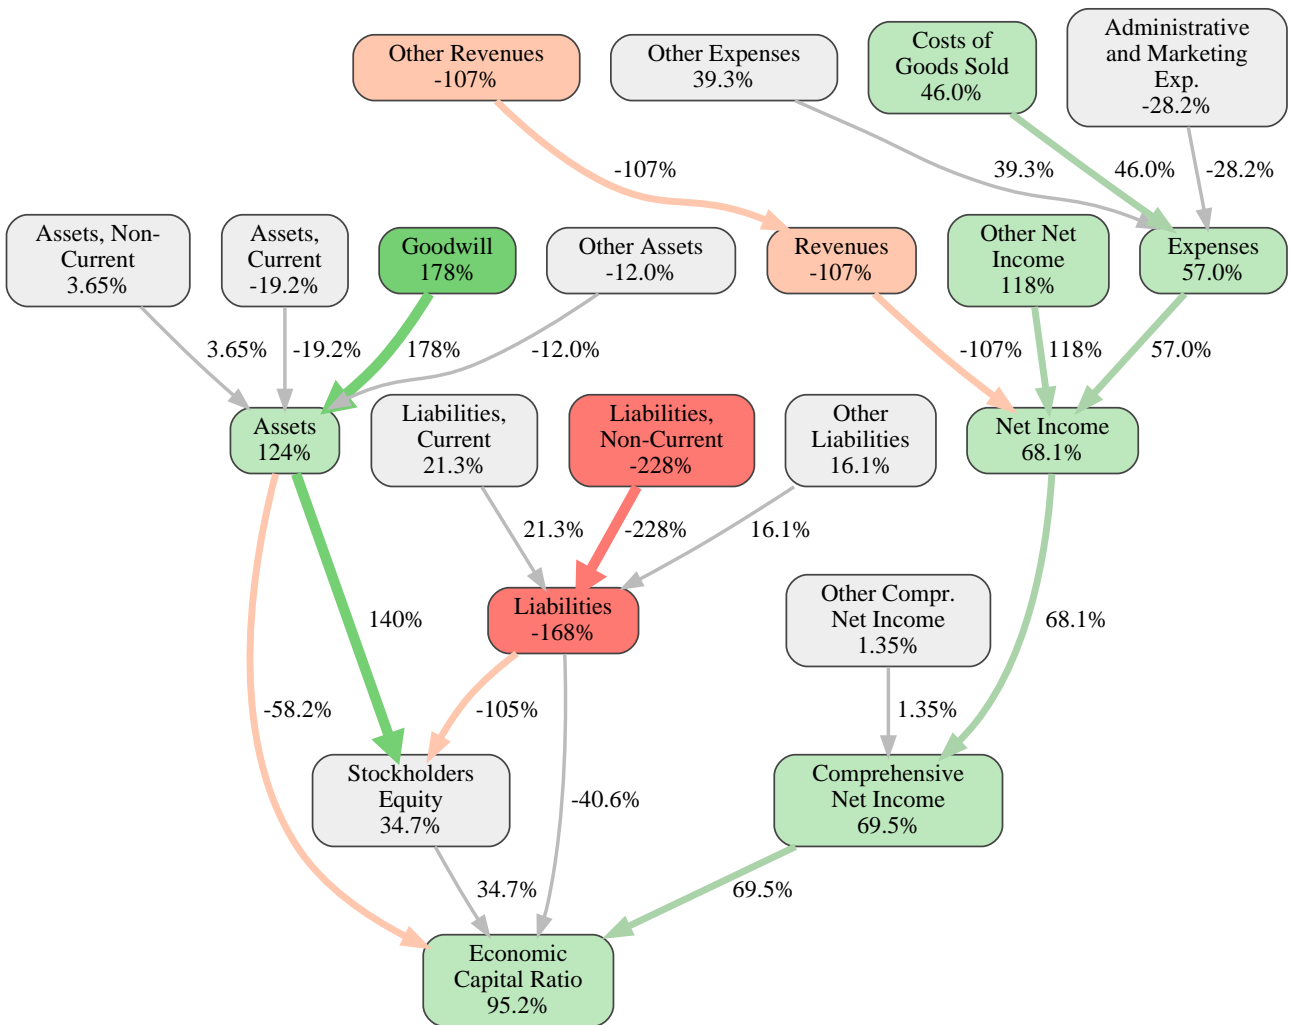 Other Revenues
-107%
Other Expenses
39.3%
Costs of
Goods Sold
46.0%
Administrative
and Marketing
Exp.
-28.2%
-107%
39.3%
46.0%
-28.2%
Assets, Non-
Current
3.65%
Assets,
Current
-19.2%
Goodwill
178%
Other Assets
-12.0%
Revenues
-107%
Other Net
Income
118%
Expenses
57.0%
3.65%
-19.2%
178%
-12.0%
-107%
118%
57.0%
Assets
124%
Liabilities,
Current
21.3%
Liabilities,
Non-Current
-228%
Other
Liabilities
16.1%
Net Income
68.1%
21.3%
-228%
16.1%
Liabilities
-168%
Other Compr.
Net Income
1.35%
140%
68.1%
-58.2%
-105%
1.35%
Stockholders
Equity
34.7%
-40.6%
Comprehensive
Net Income
69.5%
34.7%
69.5%
Economic
Capital Ratio
95.2%